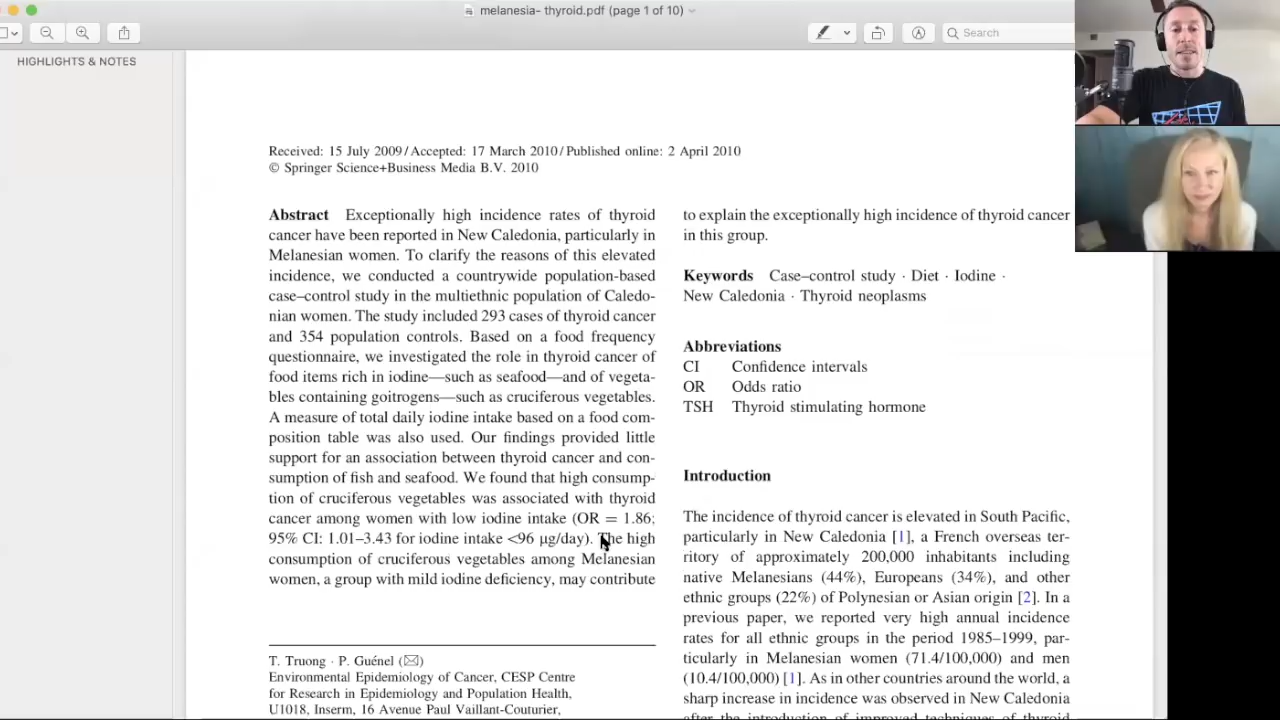 melanesia- thyroid.pdf (page 1 of 10)
Search
HIGHLIGHTS & NOTES
Received: 15 July 2009 / Accepted: 17 March 2010 / Published online: 2 April 2010
© Springer Science+Business Media B.V. 2010
Abstract Exceptionally high incidence rates of thyroid
cancer have been reported in New Caledonia, particularly in
Melanesian women. To clarify the reasons of this elevated
incidence, we conducted a countrywide population-based
case–control study in the multiethnic population of Caledo-
nian women. The study included 293 cases of thyroid cancer
and 354 population controls. Based on a food frequency
questionnaire, we investigated the role in thyroid cancer of
food items rich in iodine—such as seafood—and of vegeta-
bles containing goitrogens—such as cruciferous vegetables.
A measure of total daily iodine intake based on a food com-
position table was also used. Our findings provided little
support for an association between thyroid cancer and con-
sumption of fish and seafood. We found that high consump-
tion of cruciferous vegetables was associated with thyroid
cancer among women with low iodine intake (OR = 1.86;
95% CI: 1.01–3.43 for iodine intake <96 μg/day). The high
consumption of cruciferous vegetables among Melanesian
women, a group with mild iodine deficiency, may contribute
T. Truong · P. Guénel (✉)
Environmental Epidemiology of Cancer, CESP Centre
for Research in Epidemiology and Population Health,
U1018, Inserm, 16 Avenue Paul Vaillant-Couturier,
to explain the exceptionally high incidence of thyroid cancer
in this group.
Keywords Case–control study · Diet · Iodine ·
New Caledonia · Thyroid neoplasms
Abbreviations
CI Confidence intervals
OR Odds ratio
TSH Thyroid stimulating hormone
Introduction
The incidence of thyroid cancer is elevated in South Pacific,
particularly in New Caledonia [1], a French overseas ter-
ritory of approximately 200,000 inhabitants including
native Melanesians (44%), Europeans (34%), and other
ethnic groups (22%) of Polynesian or Asian origin [2]. In a
previous paper, we reported very high annual incidence
rates for all ethnic groups in the period 1985–1999, par-
ticularly in Melanesian women (71.4/100,000) and men
(10.4/100,000) [1]. As in other countries around the world, a
sharp increase in incidence was observed in New Caledonia
after the introduction of improved techniques of thyroid